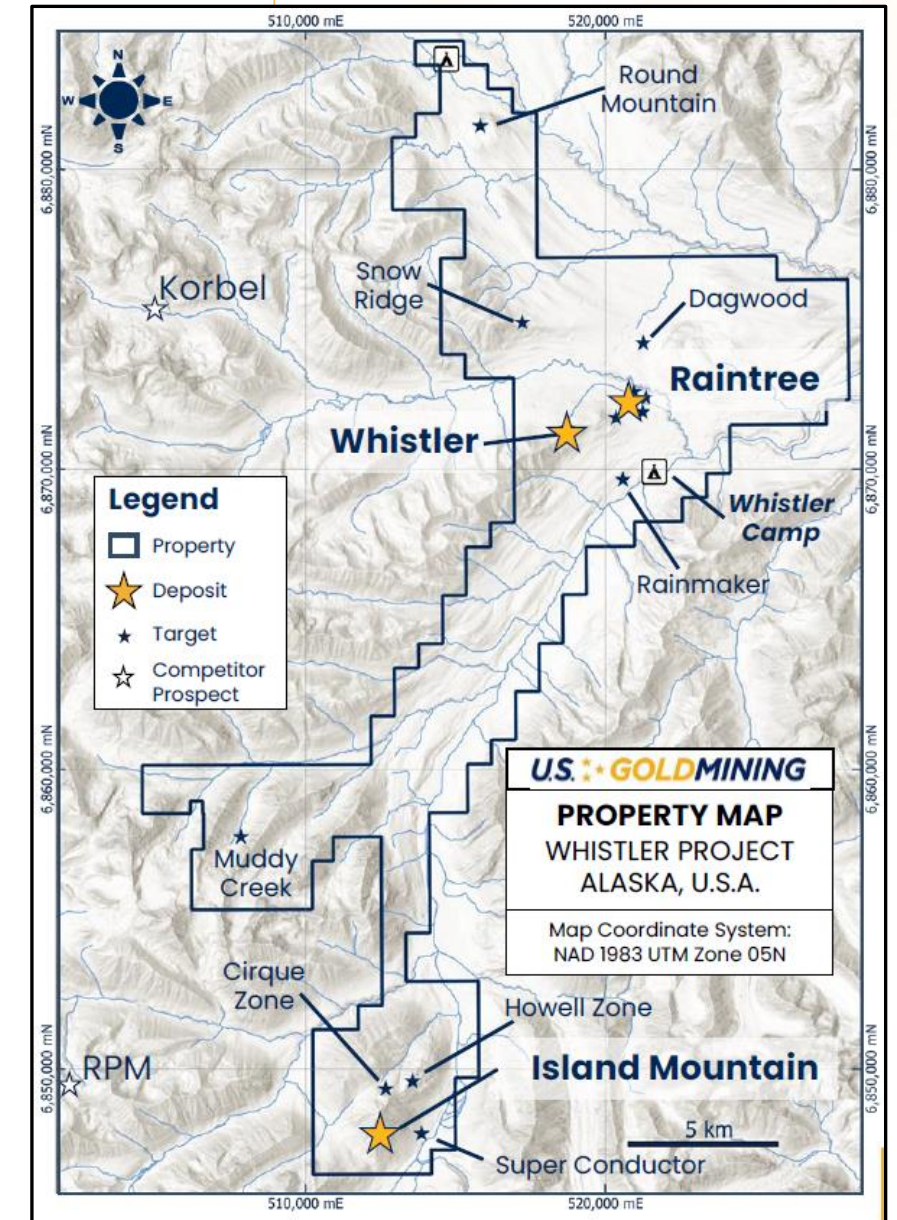 510,000 mE
520,000 mE
N
W
E
S
Round
Mountain
6,880,000 mN
6,880,000 mN
Snow
Ridge
Korbel
Dagwood
Raintree
Whistler
6,870,000 mN
6,870,000 mN
Whistler
Camp
Rainmaker
Legend
Property
Deposit
Target
Competitor
Prospect
6,860,000 mN
6,860,000 mN
U.S. GOLDMINING
PROPERTY MAP
WHISTLER PROJECT
ALASKA, U.S.A.
Map Coordinate System:
NAD 1983 UTM Zone 05N
Muddy
Creek
Cirque
Zone
Howell Zone
Island Mountain
RPM
6,850,000 mN
6,850,000 mN
5 km
Super Conductor
510,000 mE
520,000 mE